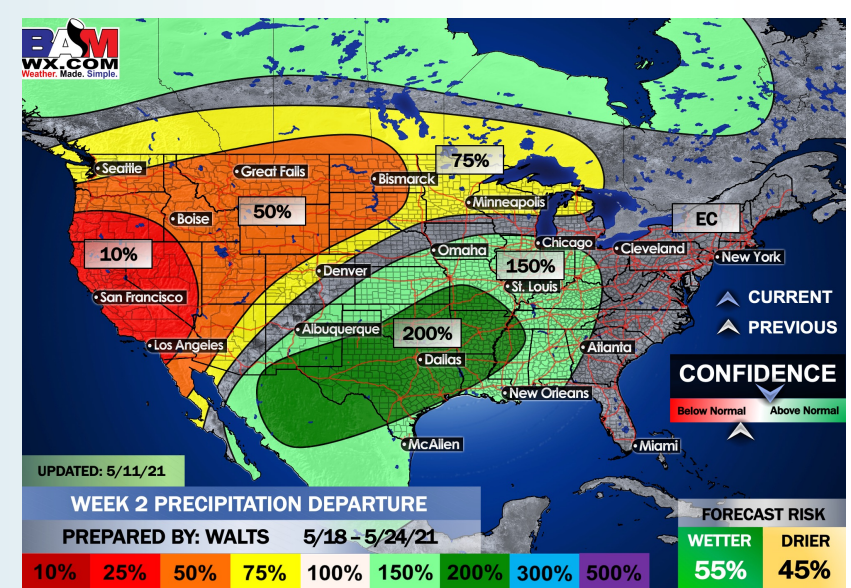 BAM
WX.COM
Weather. Made. Simple.
Seattle
Great Falls
Bismarck
75%
Minneapolis
Boise
50%
EC
10%
Omaha
Chicago
Cleveland
New York
Denver
150%
St. Louis
San Francisco
CURRENT
PREVIOUS
Albuquerque
200%
Los Angeles
Dallas
Atlanta
CONFIDENCE
Below Normal
Above Normal
New Orleans
McAllen
Miami
UPDATED: 5/11/21
WEEK 2 PRECIPITATION DEPARTURE
PREPARED BY: WALTS 5/18 – 5/24/21
FORECAST RISK
WETTER DRIER
55% 45%
10% 25% 50% 75% 100% 150% 200% 300% 500%